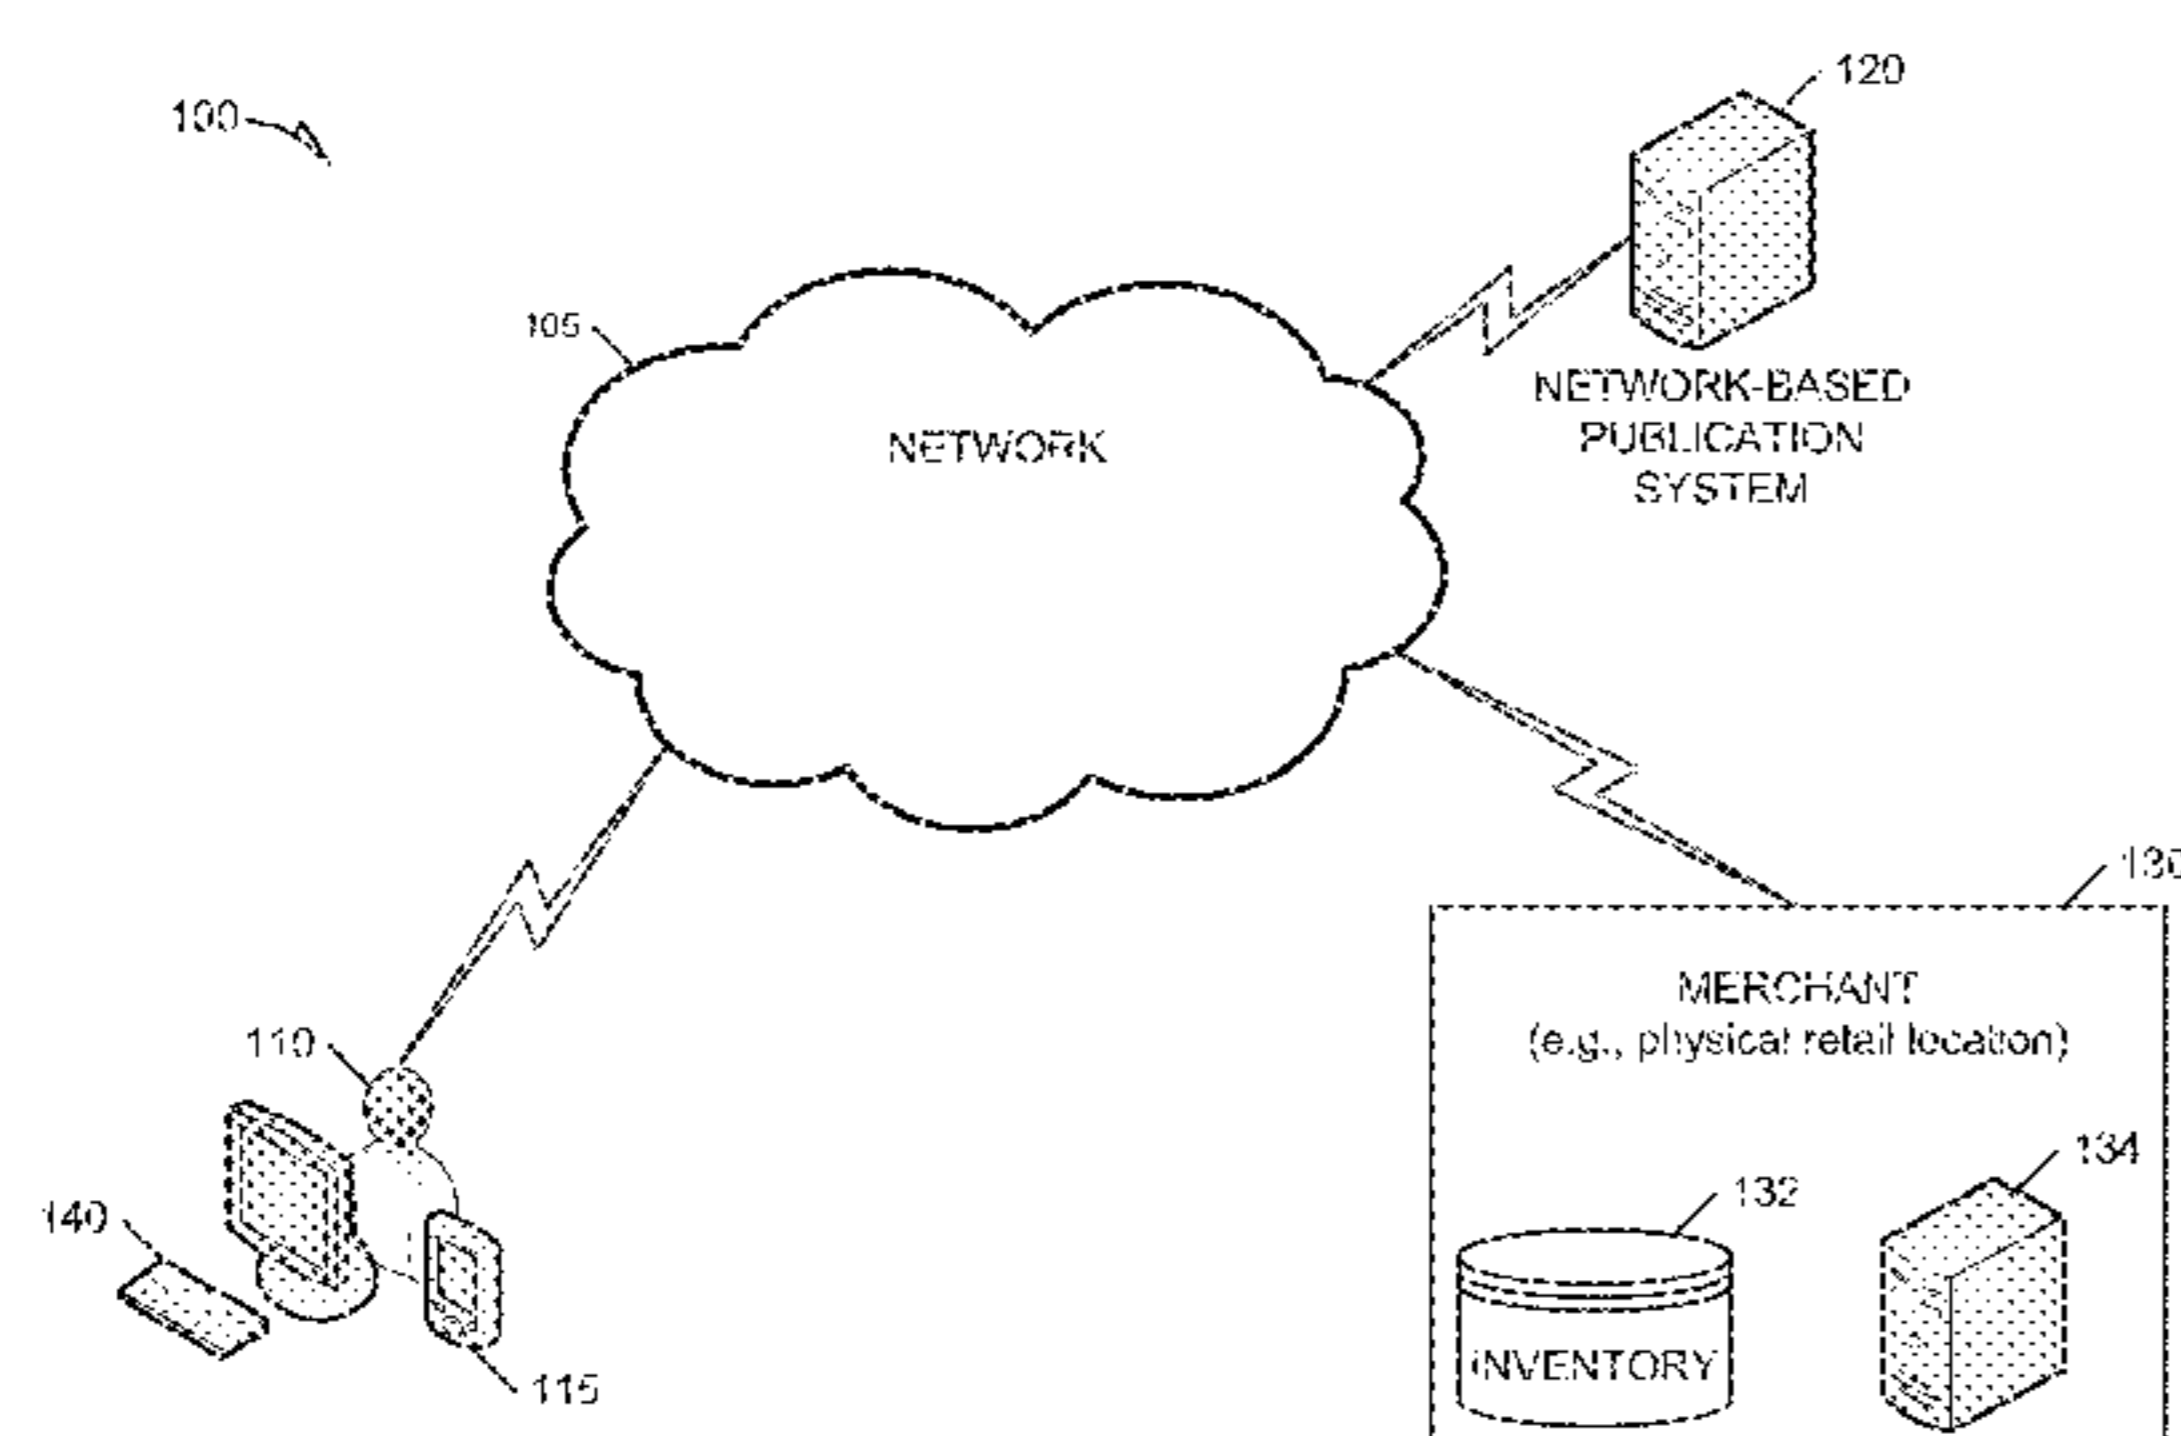 100
120
105
NETWORK
NETWORK-BASED
PUBLICATION
SYSTEM
130
MERCHANT
(e.g., physical retail location)
110
134
132
140
INVENTORY
115